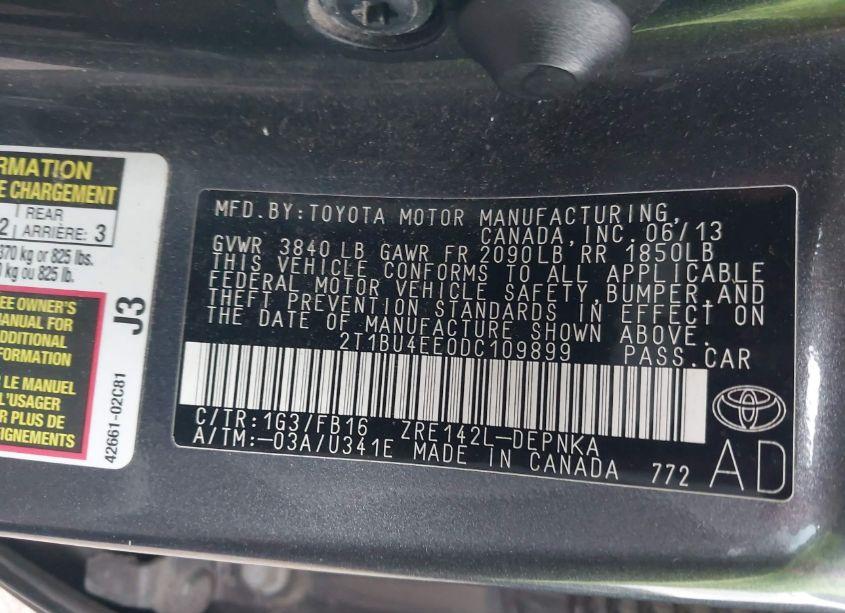 RMATION
E CHARGEMENT
2 | REAR
ARRIÈRE: 3
370 kg or 825 lbs.
kg ou 825 lb.
EE OWNER'S
MANUAL FOR
ADDITIONAL
FORMATION
R LE MANUEL
L'USAGER
R PLUS DE
EIGNEMENTS
J3
42661-02C81
MFD.BY:TOYOTA MOTOR MANUFACTURING,
CANADA,INC. 06/13
GVWR 3840 LB GAWR FR 2090LB RR 1850LB
THIS VEHICLE CONFORMS TO ALL APPLICABLE
FEDERAL MOTOR VEHICLE SAFETY,BUMPER,AND
THEFT PREVENTION STANDARDS IN EFFECT ON
THE DATE OF MANUFACTURE SHOWN ABOVE.
2T1BU4EE0DC109899 PASS.CAR
C/TR:1G3/FB16 ZRE142L-DEPNKA
A/TM:-03A/U341E MADE IN CANADA 772
AD